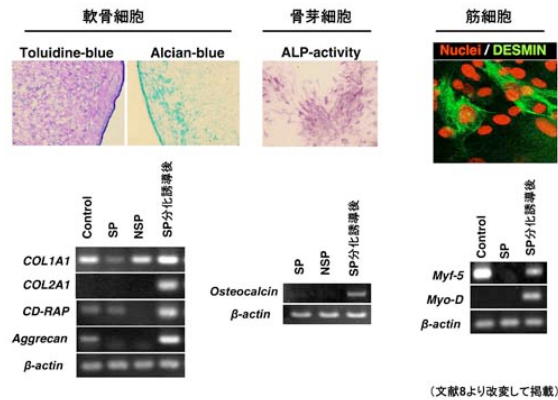 軟骨細胞
骨芽細胞
筋細胞
Toluidine-blue
Alcian-blue
ALP-activity
Nuclei / DESMIN
Control
SP
NSP
SP分化誘導後
COL1A1
COL2A1
CD-RAP
Aggrecan
β-actin
SP
NSP
SP分化誘導後
Osteocalcin
β-actin
Control
SP
SP分化誘導後
Myf-5
Myo-D
β-actin
(文献8より改変して掲載)